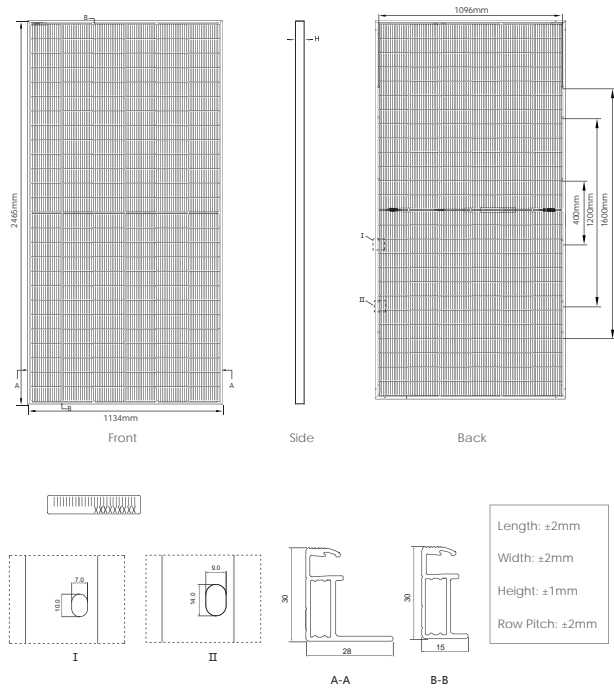 B
1096mm
H
2465mm
400mm
1200mm
1600mm
I
II
A
A
B
1134mm
Front
Side
Back
Length: ±2mm
Width: ±2mm
Height: ±1mm
Row Pitch: ±2mm
7.0
10.0
9.0
14.0
30
28
30
15
I
II
A-A
B-B